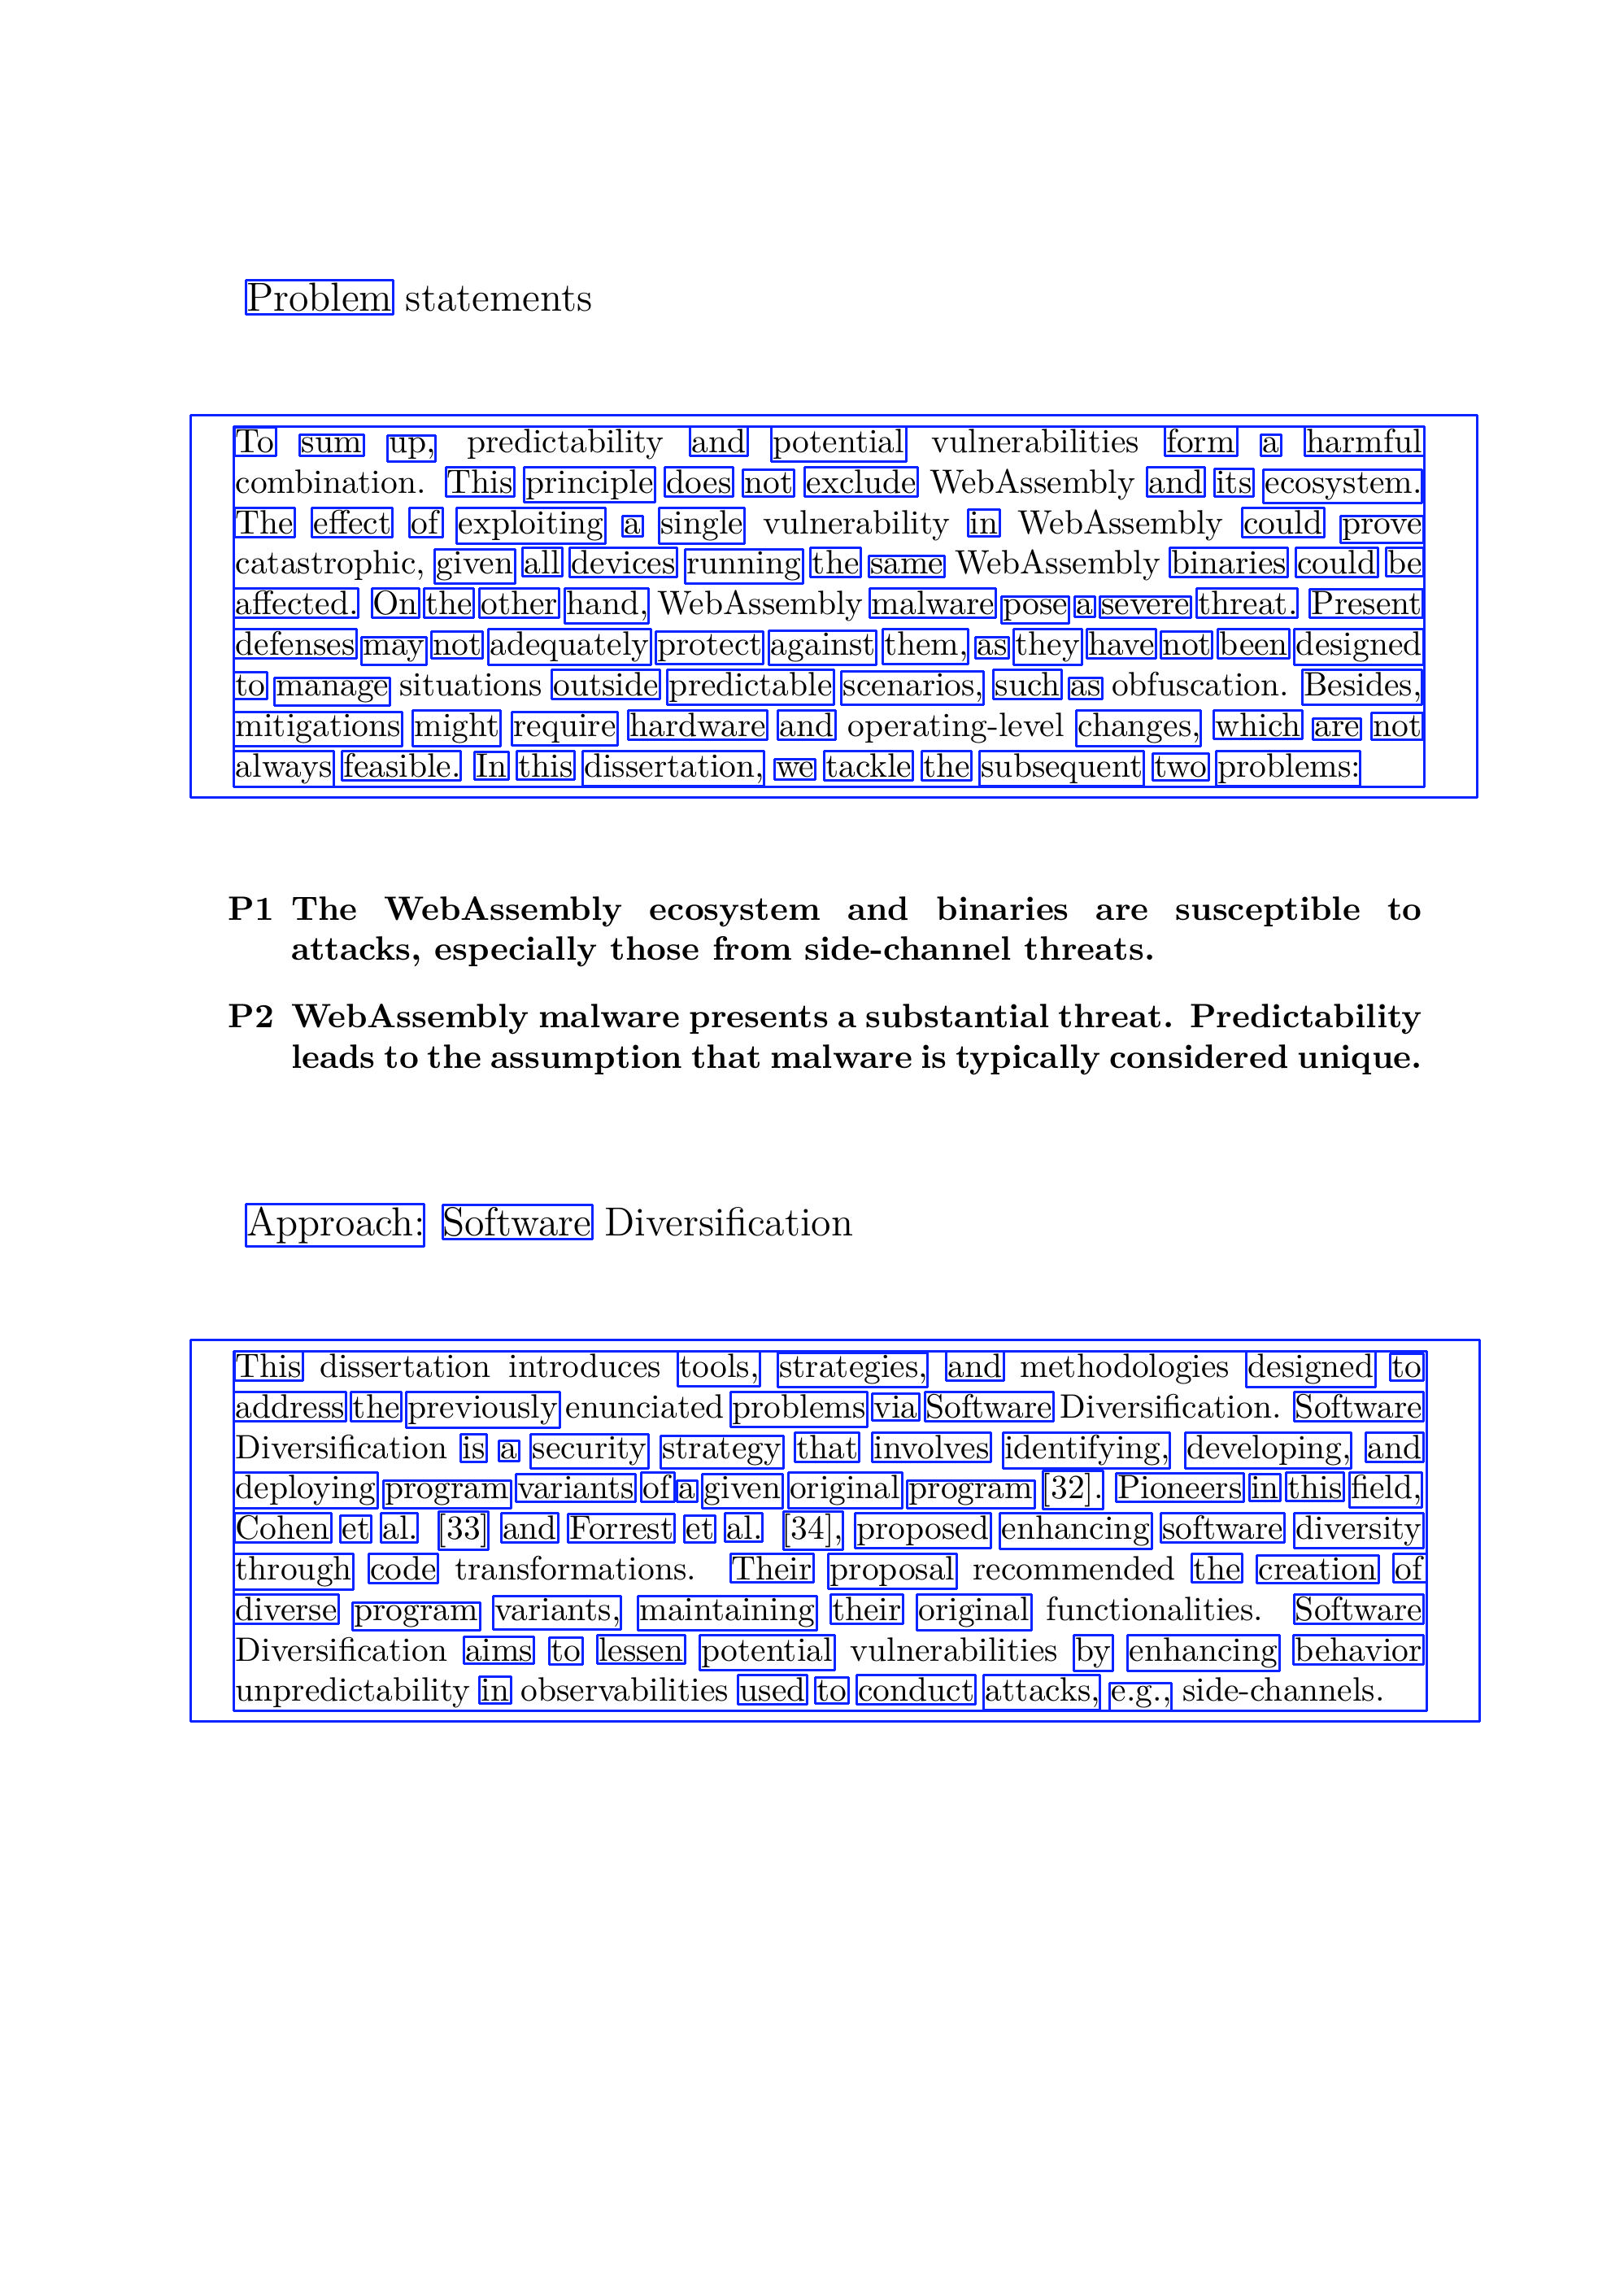 Problem statements
To sum up, predictability and potential vulnerabilities form a harmful
combination. This principle does not exclude WebAssembly and its ecosystem.
The effect of exploiting a single vulnerability in WebAssembly could prove
catastrophic, given all devices running the same WebAssembly binaries could be
affected. On the other hand, WebAssembly malware pose a severe threat. Present
defenses may not adequately protect against them, as they have not been designed
to manage situations outside predictable scenarios, such as obfuscation. Besides,
mitigations might require hardware and operating-level changes, which are not
always feasible. In this dissertation, we tackle the subsequent two problems:
P1 The WebAssembly ecosystem and binaries are susceptible to
attacks, especially those from side-channel threats.
P2 WebAssembly malware presents a substantial threat. Predictability
leads to the assumption that malware is typically considered unique.
Approach: Software Diversification
This dissertation introduces tools, strategies, and methodologies designed to
address the previously enunciated problems via Software Diversification. Software
Diversification is a security strategy that involves identifying, developing, and
deploying program variants of a given original program [32]. Pioneers in this field,
Cohen et al. [33] and Forrest et al. [34], proposed enhancing software diversity
through code transformations. Their proposal recommended the creation of
diverse program variants, maintaining their original functionalities. Software
Diversification aims to lessen potential vulnerabilities by enhancing behavior
unpredictability in observabilities used to conduct attacks, e.g., side-channels.